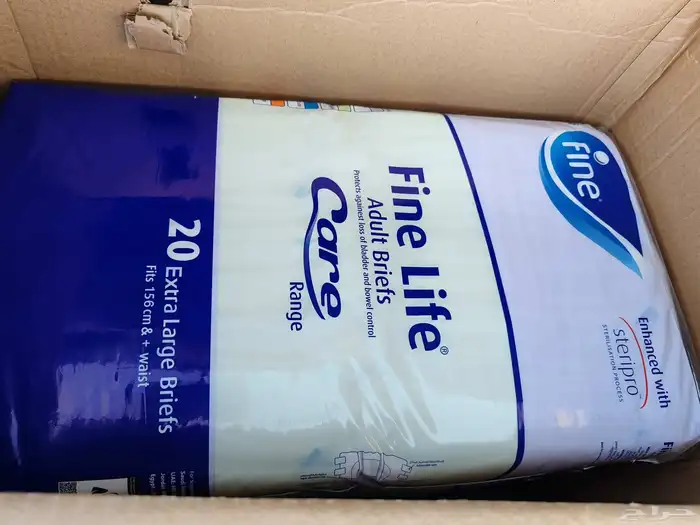 Fine
Enhanced with
steripro™
STERILISATION PROCESS
Fine Life®
Adult Briefs
Protects against loss of bladder and bowel control
Care
Range
20 Extra Large Briefs
Fits 156cm & + waist
حراج